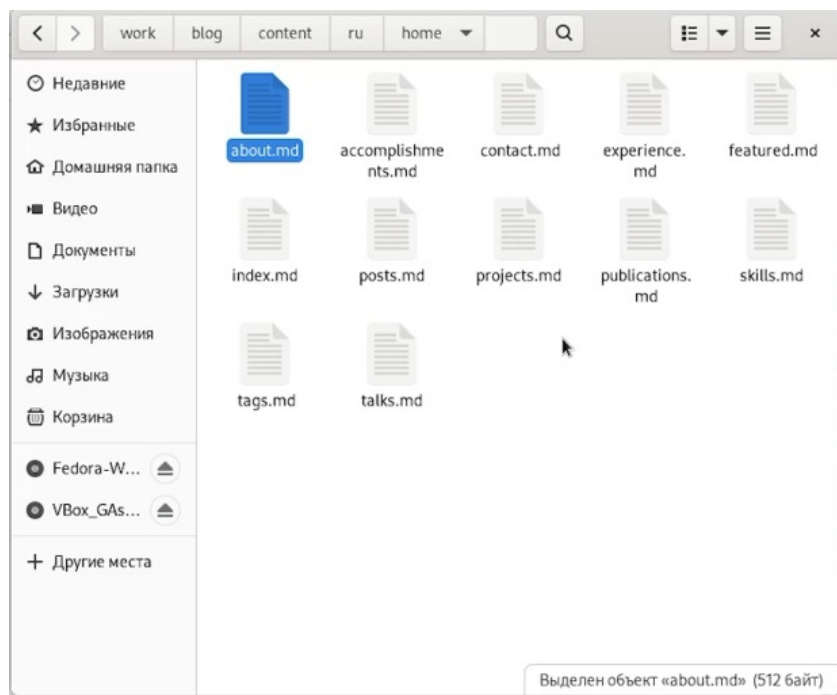 work blog content ru home
Недавние
Избранные
Домашняя папка
Видео
Документы
Загрузки
Изображения
Музыка
Корзина
Fedora-W...
VBox_GAs...
Другие места
about.md
accomplishme
nts.md
contact.md
experience.
md
featured.md
index.md
posts.md
projects.md
publications.
md
skills.md
tags.md
talks.md
Выделен объект «about.md» (512 байт)